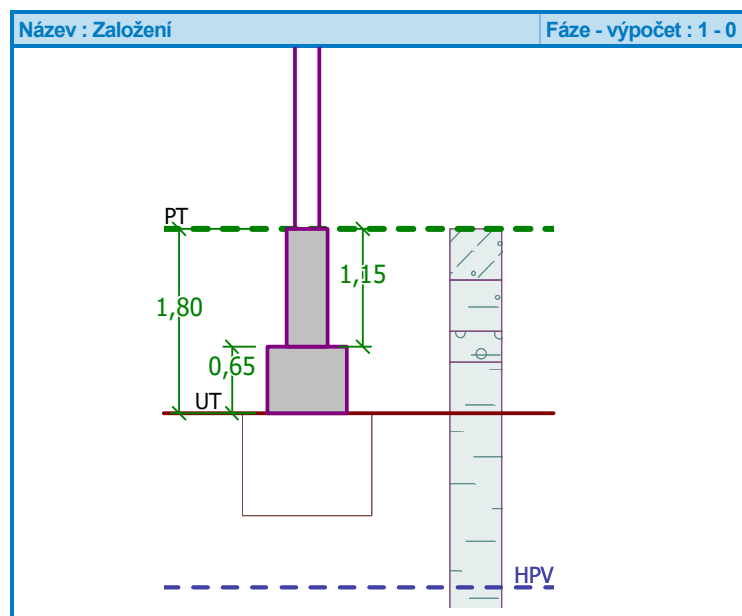 Název : Založení
Fáze - výpočet : 1 - 0
PT
1,80
1,15
0,65
UT
HPV